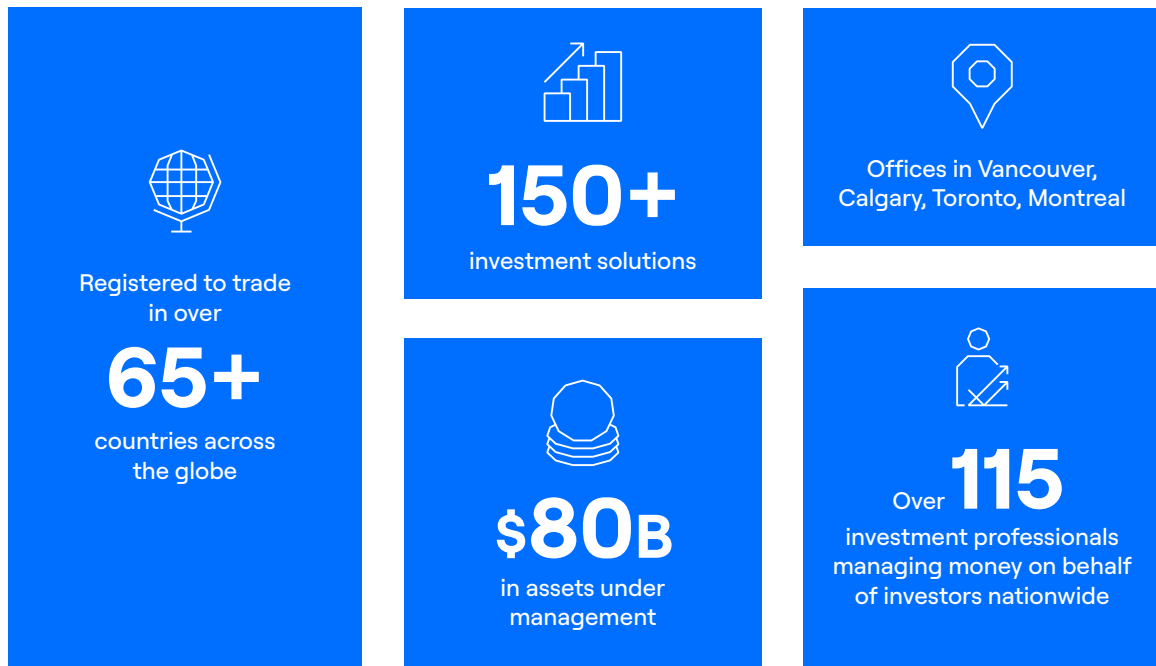 Registered to trade
in over
65+
countries across
the globe
150+
investment solutions
$80B
in assets under
management
Offices in Vancouver,
Calgary, Toronto, Montreal
Over 115
investment professionals
managing money on behalf
of investors nationwide